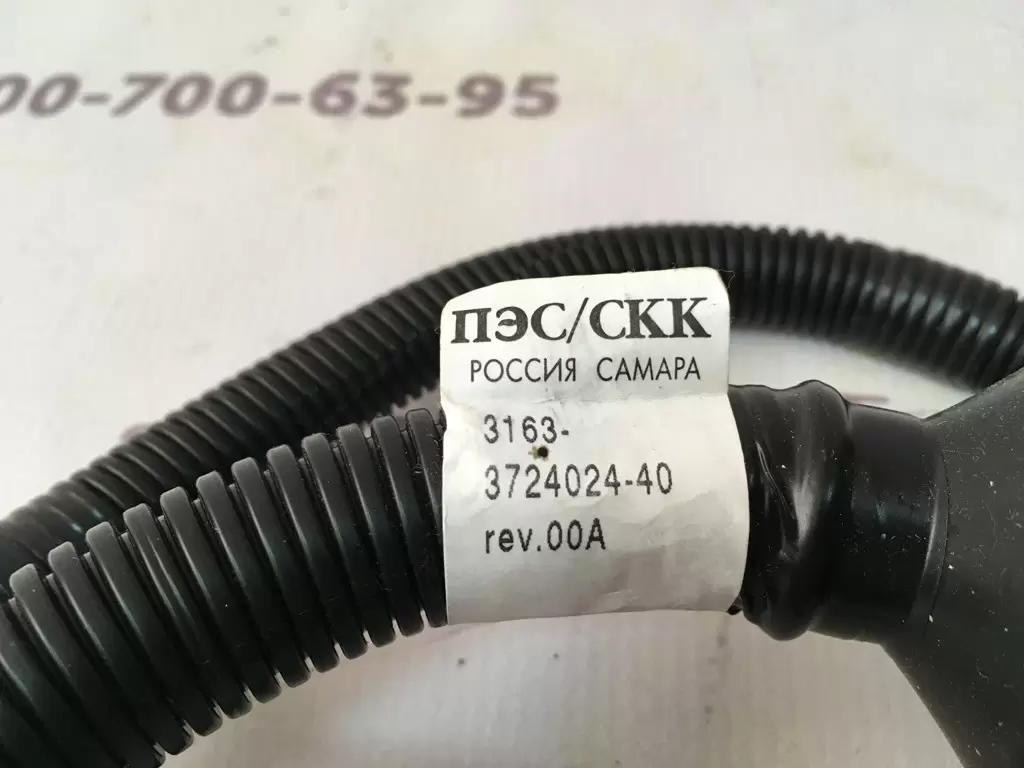 00-700-63-95
ПЭС/СКК
РОССИЯ САМАРА
3163-
3724024-40
rev.00A